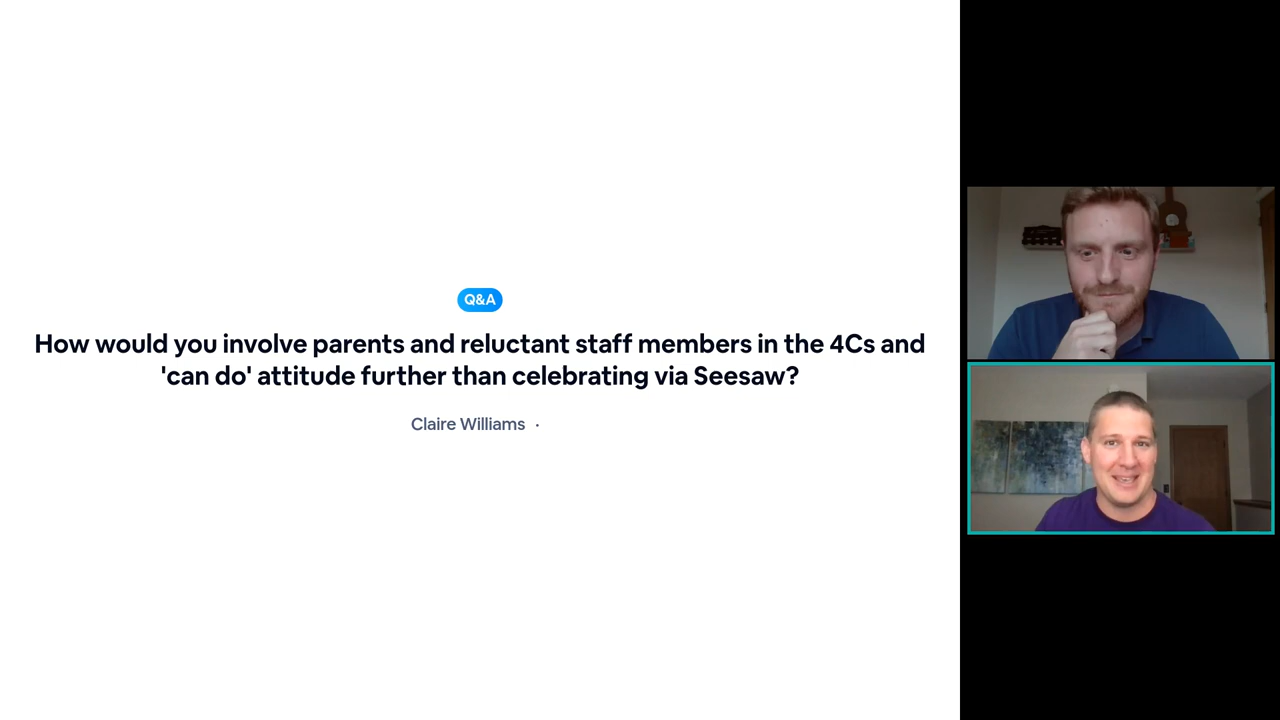 Q&A
How would you involve parents and reluctant staff members in the 4Cs and
'can do' attitude further than celebrating via Seesaw?
Claire Williams ·